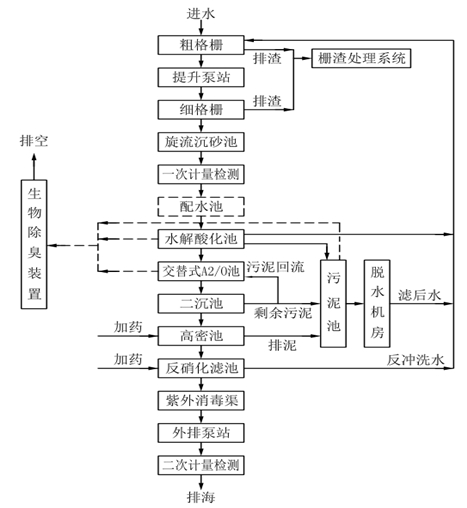 进水
粗格栅
排渣
栅渣处理系统
提升泵站
细格栅
排渣
旋流沉砂池
排空
一次计量检测
生物除臭装置
配水池
水解酸化池
交替式A2/O池
污泥回流
污泥池
脱水机房
滤后水
二沉池
剩余污泥
加药
高密池
排泥
加药
反硝化滤池
反冲洗水
紫外消毒渠
外排泵站
二次计量检测
排海